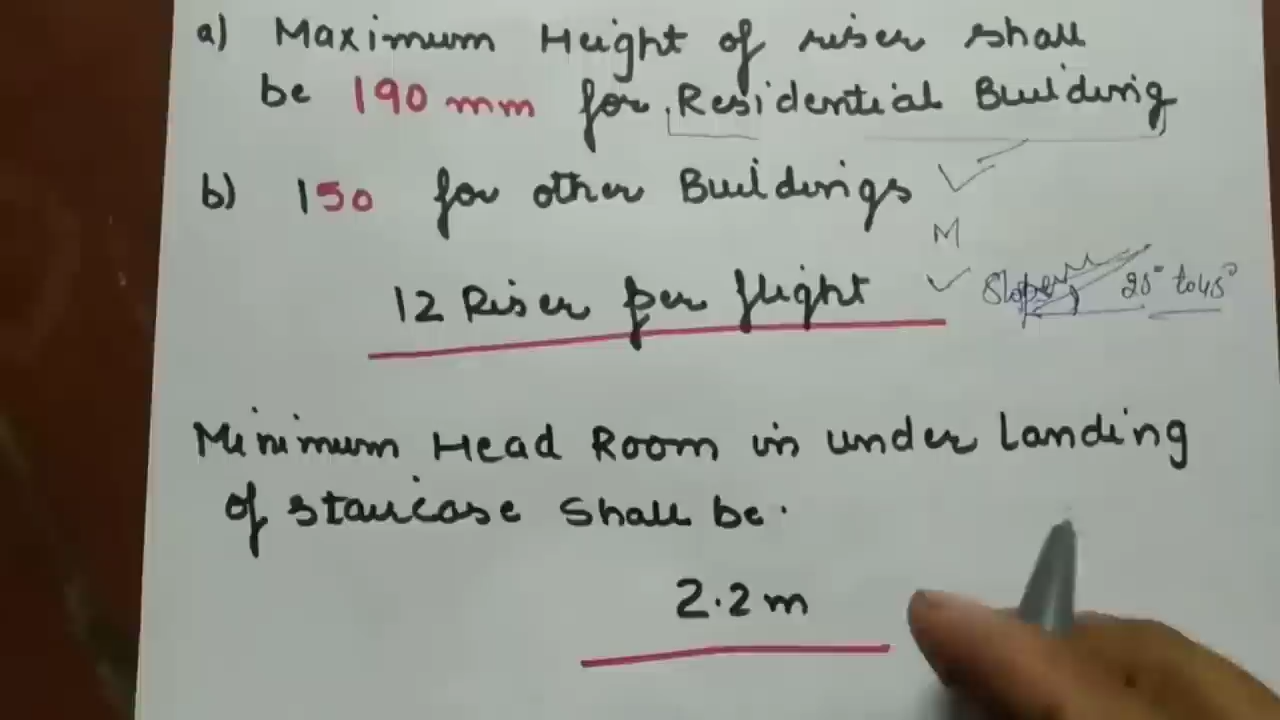 a) Maximum Height of riser shall
be 190 mm for Residential Building
b) 150 for other Buildings
M
12 Riser per flight
Slope 25° to 45°
Minimum Head Room in under Landing
of staircase Shall be.
2.2 m